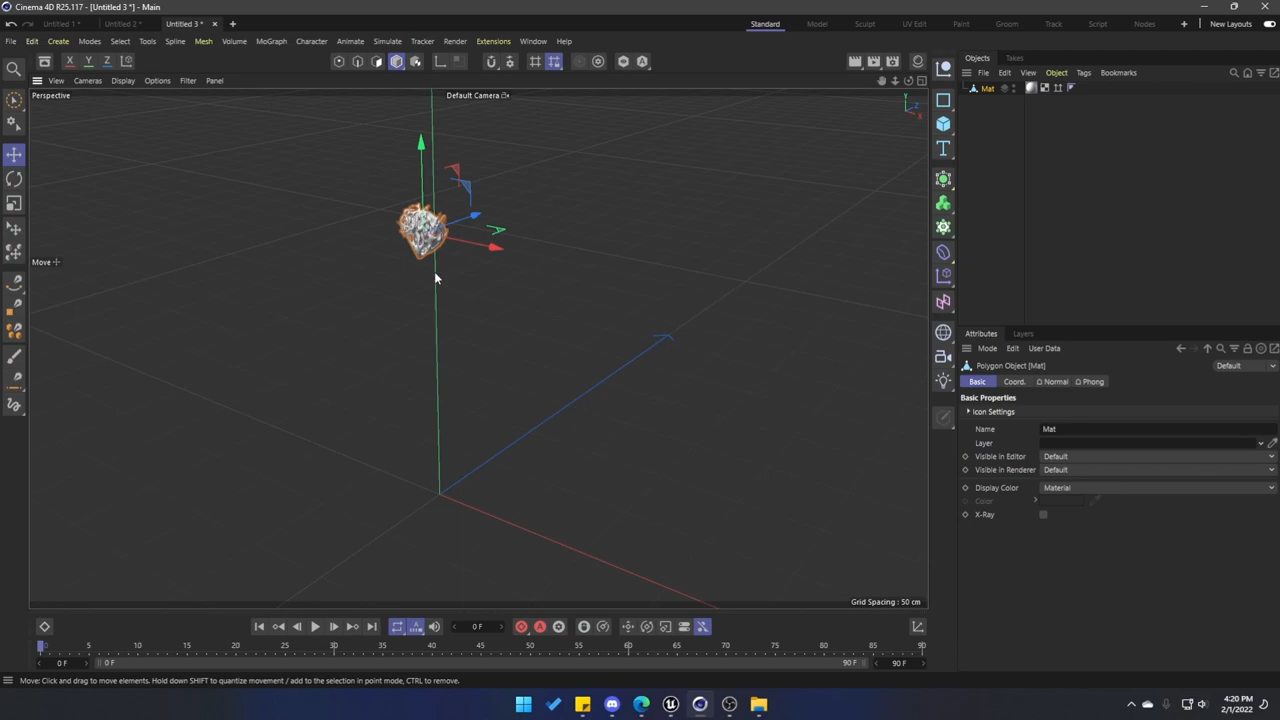 Cinema 4D R25.117 - [Untitled 3 *] - Main
Untitled 1 * Untitled 2 * Untitled 3 * Standard Model Sculpt UV Edit Paint Groom Track Script Nodes New Layouts
File Edit Create Modes Select Tools Spline Mesh Volume MoGraph Character Animate Simulate Tracker Render Extensions Window Help
Objects Takes
File Edit View Object Tags Bookmarks
View Cameras Display Options Filter Panel
Mat
Perspective Default Camera
Y
Z
X
Move
Attributes Layers
Mode Edit User Data
Polygon Object [Mat] Default
Basic Coord. Normal Phong
Basic Properties
Icon Settings
Name Mat
Layer
Visible in Editor Default
Visible in Renderer Default
Display Color Material
Color
X-Ray
Grid Spacing : 50 cm
0 F
0 5 10 15 20 25 30 35 40 45 50 55 60 65 70 75 80 85 90
0 F 0 F 90 F 90 F
Move: Click and drag to move elements. Hold down SHIFT to quantize movement / add to the selection in point mode, CTRL to remove.
4:20 PM
2/1/2022